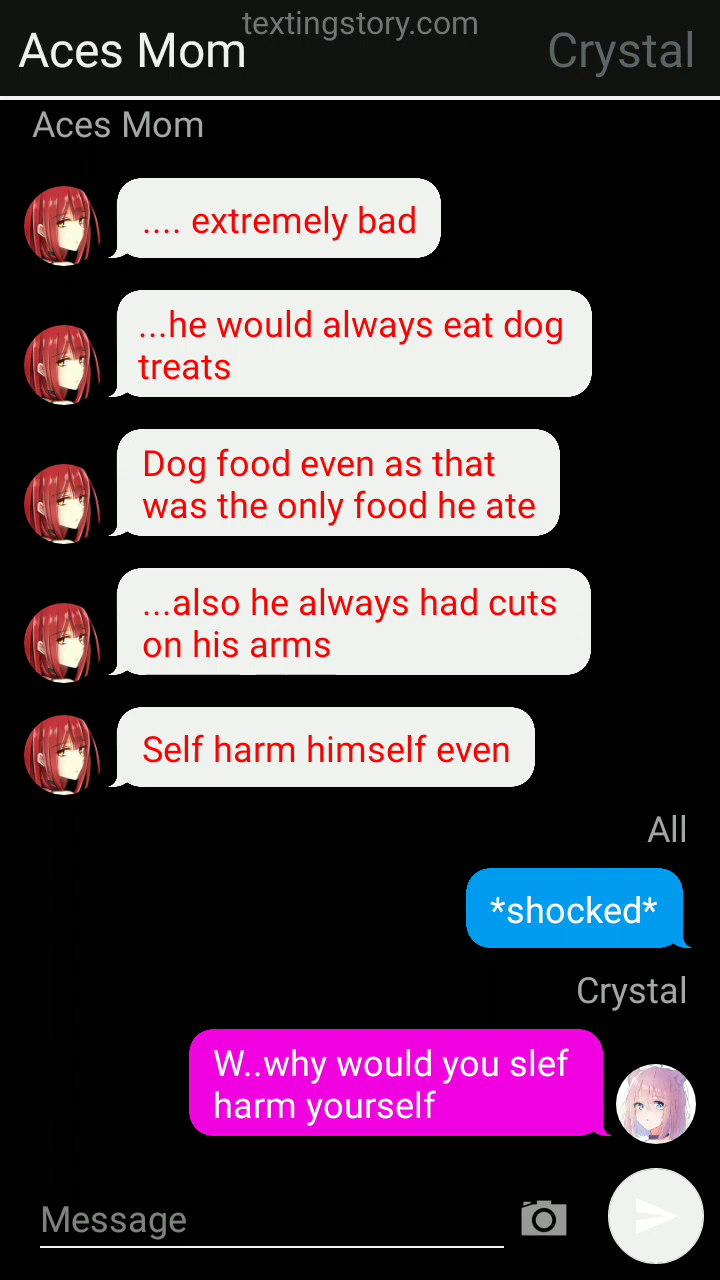 textingstory.com
Aces Mom
Crystal
Aces Mom
.... extremely bad
...he would always eat dog
treats
Dog food even as that
was the only food he ate
...also he always had cuts
on his arms
Self harm himself even
All
*shocked*
Crystal
W..why would you slef
harm yourself
Message